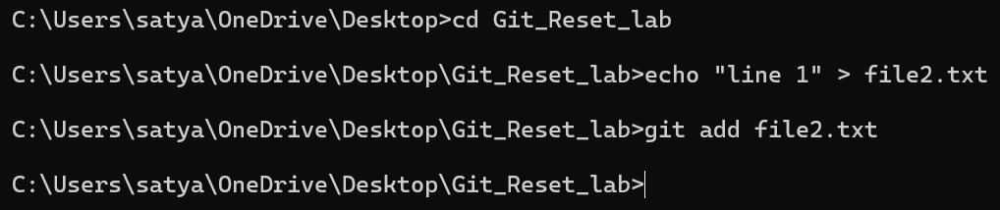 C:\Users\satya\OneDrive\Desktop>cd Git_Reset_lab
C:\Users\satya\OneDrive\Desktop\Git_Reset_lab>echo "line 1" > file2.txt
C:\Users\satya\OneDrive\Desktop\Git_Reset_lab>git add file2.txt
C:\Users\satya\OneDrive\Desktop\Git_Reset_lab>